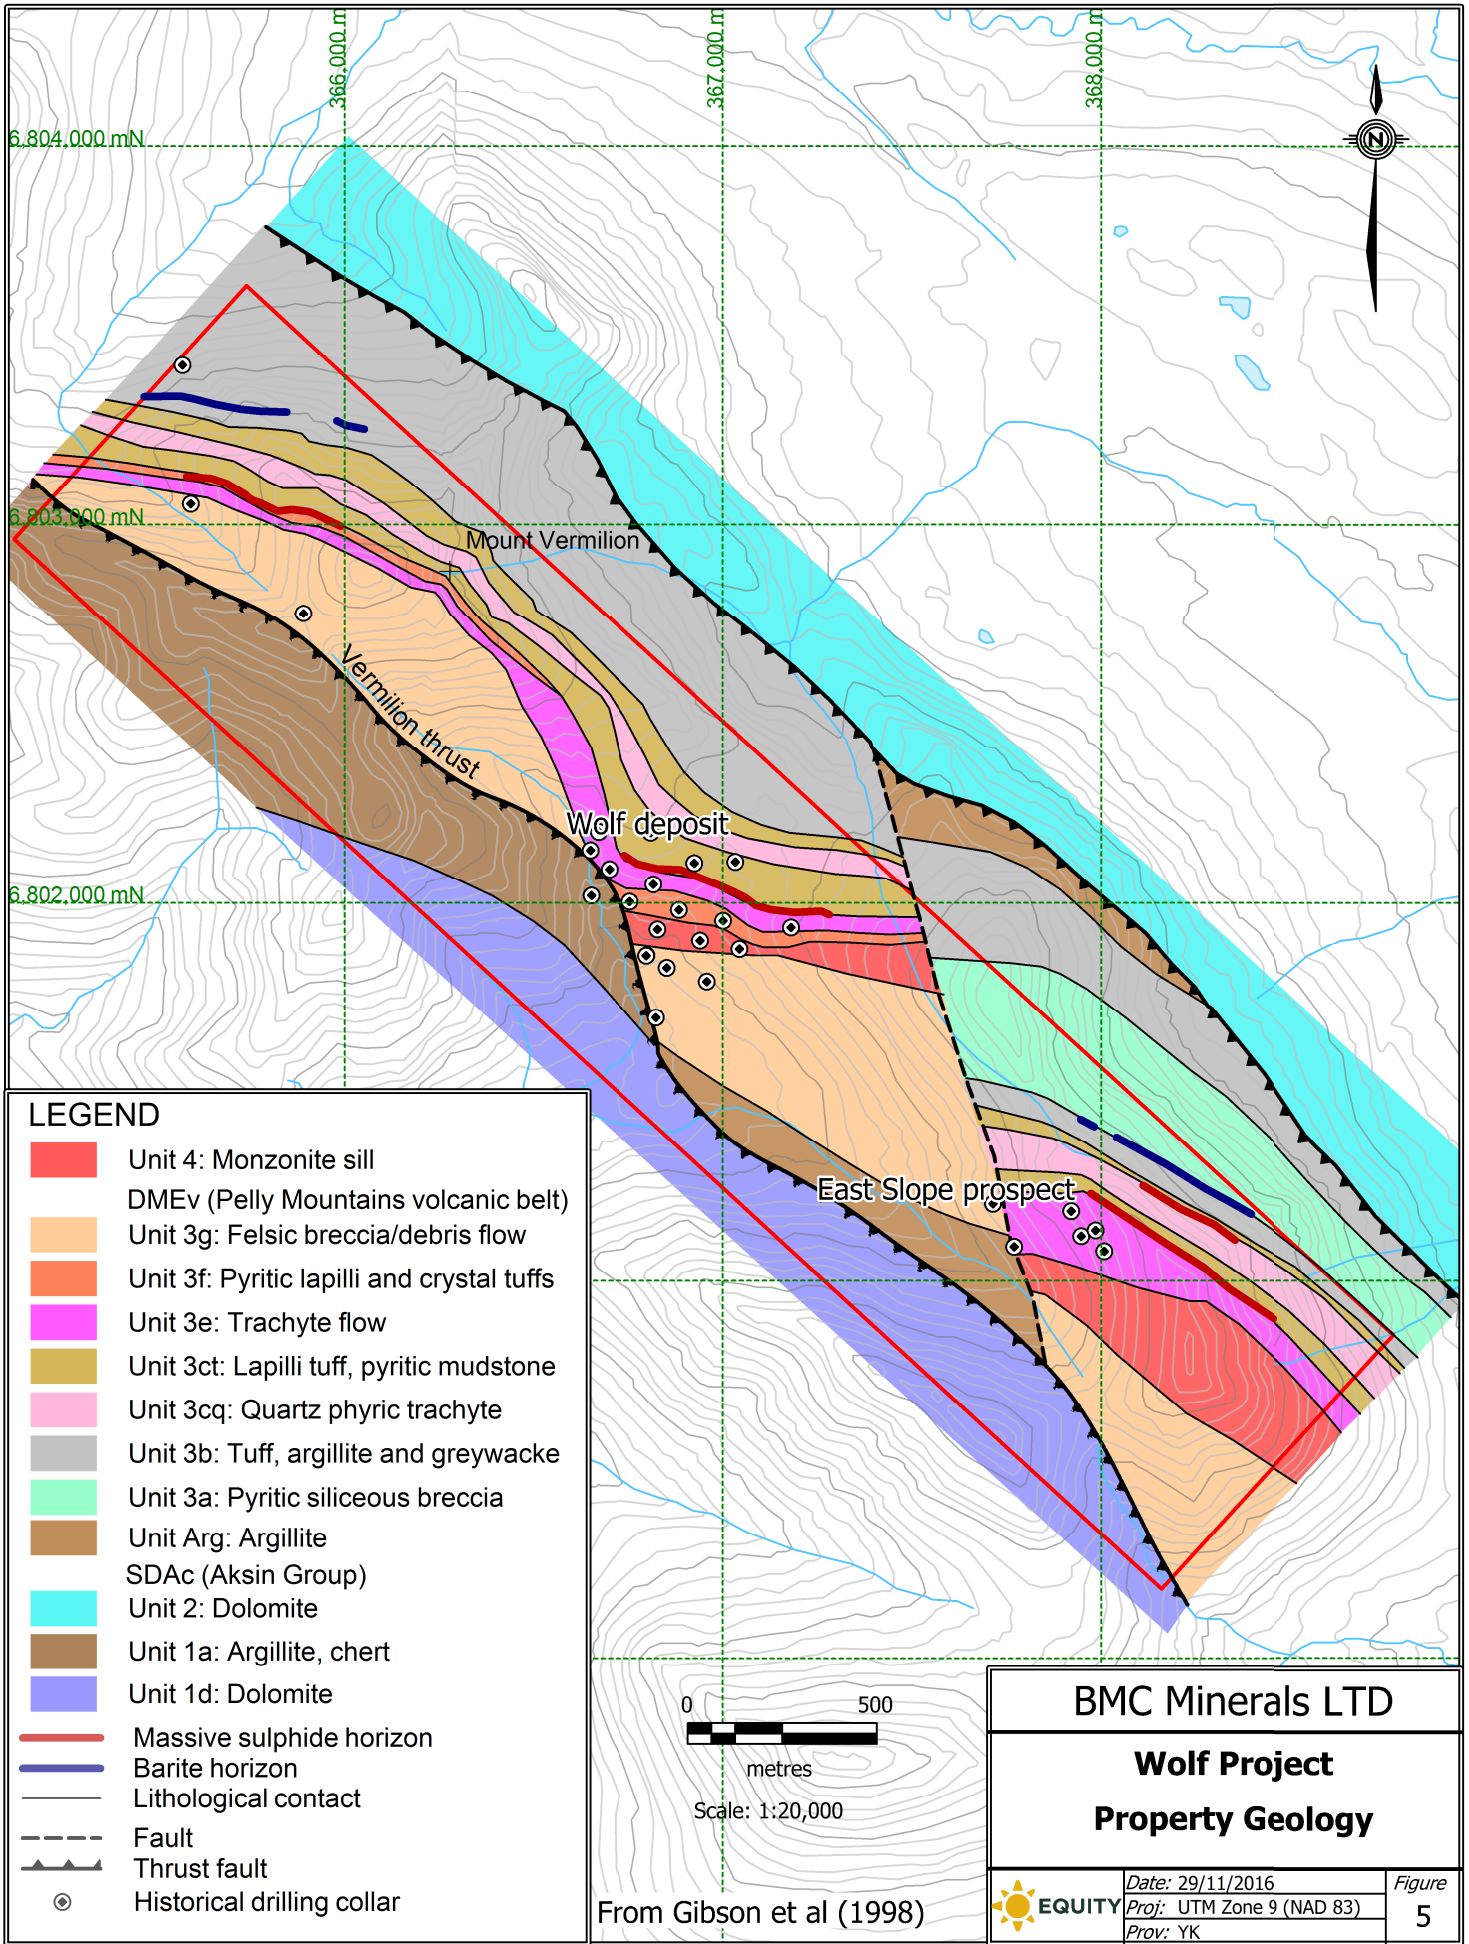 366,000 m
367,000 m
368,000 m
6,804,000 mN
N
6,803,000 mN
Mount Vermilion
Vermilion thrust
Wolf deposit
6,802,000 mN
East Slope prospect
LEGEND
Unit 4: Monzonite sill
DMEv (Pelly Mountains volcanic belt)
Unit 3g: Felsic breccia/debris flow
Unit 3f: Pyritic lapilli and crystal tuffs
Unit 3e: Trachyte flow
Unit 3ct: Lapilli tuff, pyritic mudstone
Unit 3cq: Quartz phyric trachyte
Unit 3b: Tuff, argillite and greywacke
Unit 3a: Pyritic siliceous breccia
Unit Arg: Argillite
SDAc (Aksin Group)
Unit 2: Dolomite
Unit 1a: Argillite, chert
Unit 1d: Dolomite
Massive sulphide horizon
Barite horizon
Lithological contact
Fault
Thrust fault
Historical drilling collar
0 500
metres
Scale: 1:20,000
From Gibson et al (1998)
BMC Minerals LTD
Wolf Project
Property Geology
EQUITY
Date: 29/11/2016
Proj: UTM Zone 9 (NAD 83)
Prov: YK
Figure
5